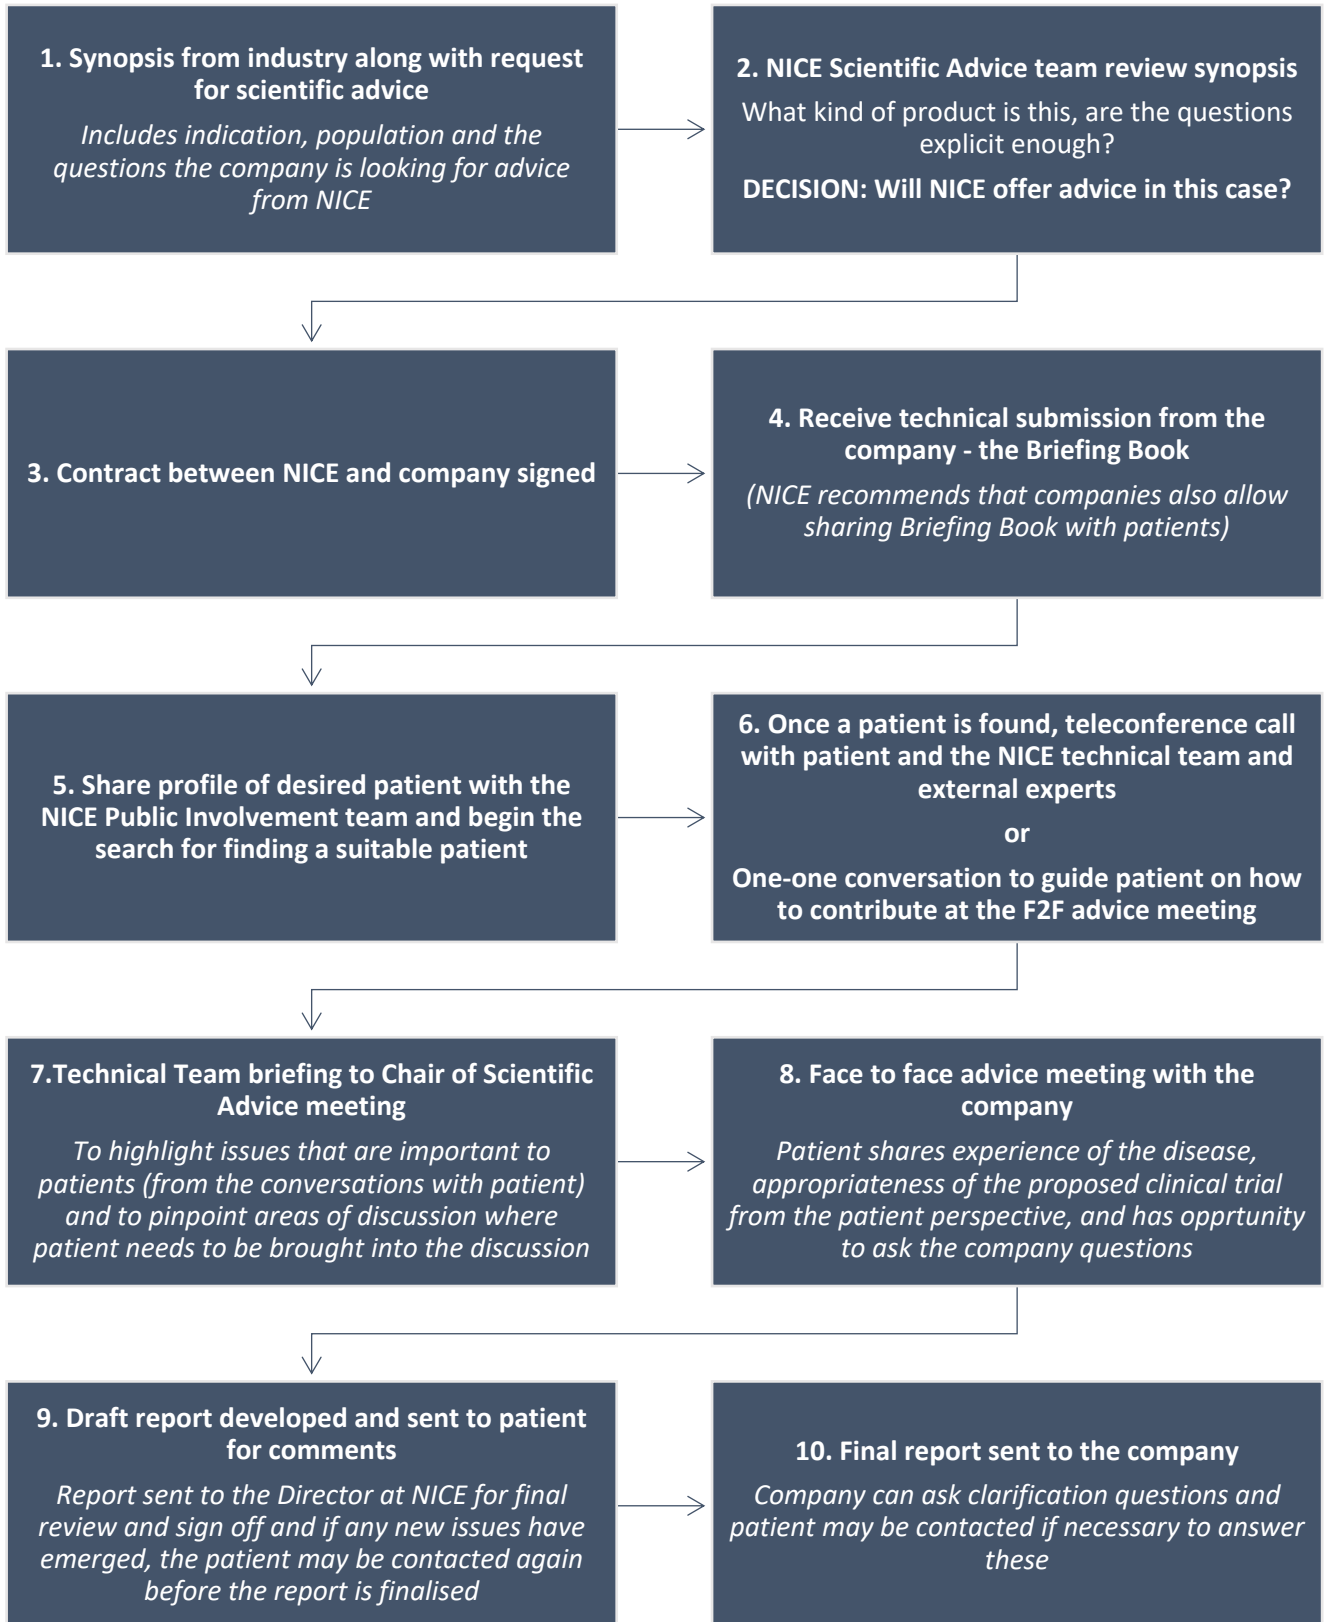 1. Synopsis from industry along with request
for scientific advice
Includes indication, population and the
questions the company is looking for advice
from NICE
2. NICE Scientific Advice team review synopsis
What kind of product is this, are the questions
explicit enough?
DECISION: Will NICE offer advice in this case?
3. Contract between NICE and company signed
4. Receive technical submission from the
company - the Briefing Book
(NICE recommends that companies also allow
sharing Briefing Book with patients)
5. Share profile of desired patient with the
NICE Public Involvement team and begin the
search for finding a suitable patient
6. Once a patient is found, teleconference call
with patient and the NICE technical team and
external experts
or
One-one conversation to guide patient on how
to contribute at the F2F advice meeting
7.Technical Team briefing to Chair of Scientific
Advice meeting
To highlight issues that are important to
patients (from the conversations with patient)
and to pinpoint areas of discussion where
patient needs to be brought into the discussion
8. Face to face advice meeting with the
company
Patient shares experience of the disease,
appropriateness of the proposed clinical trial
from the patient perspective, and has opprtunity
to ask the company questions
9. Draft report developed and sent to patient
for comments
Report sent to the Director at NICE for final
review and sign off and if any new issues have
emerged, the patient may be contacted again
before the report is finalised
10. Final report sent to the company
Company can ask clarification questions and
patient may be contacted if necessary to answer
these